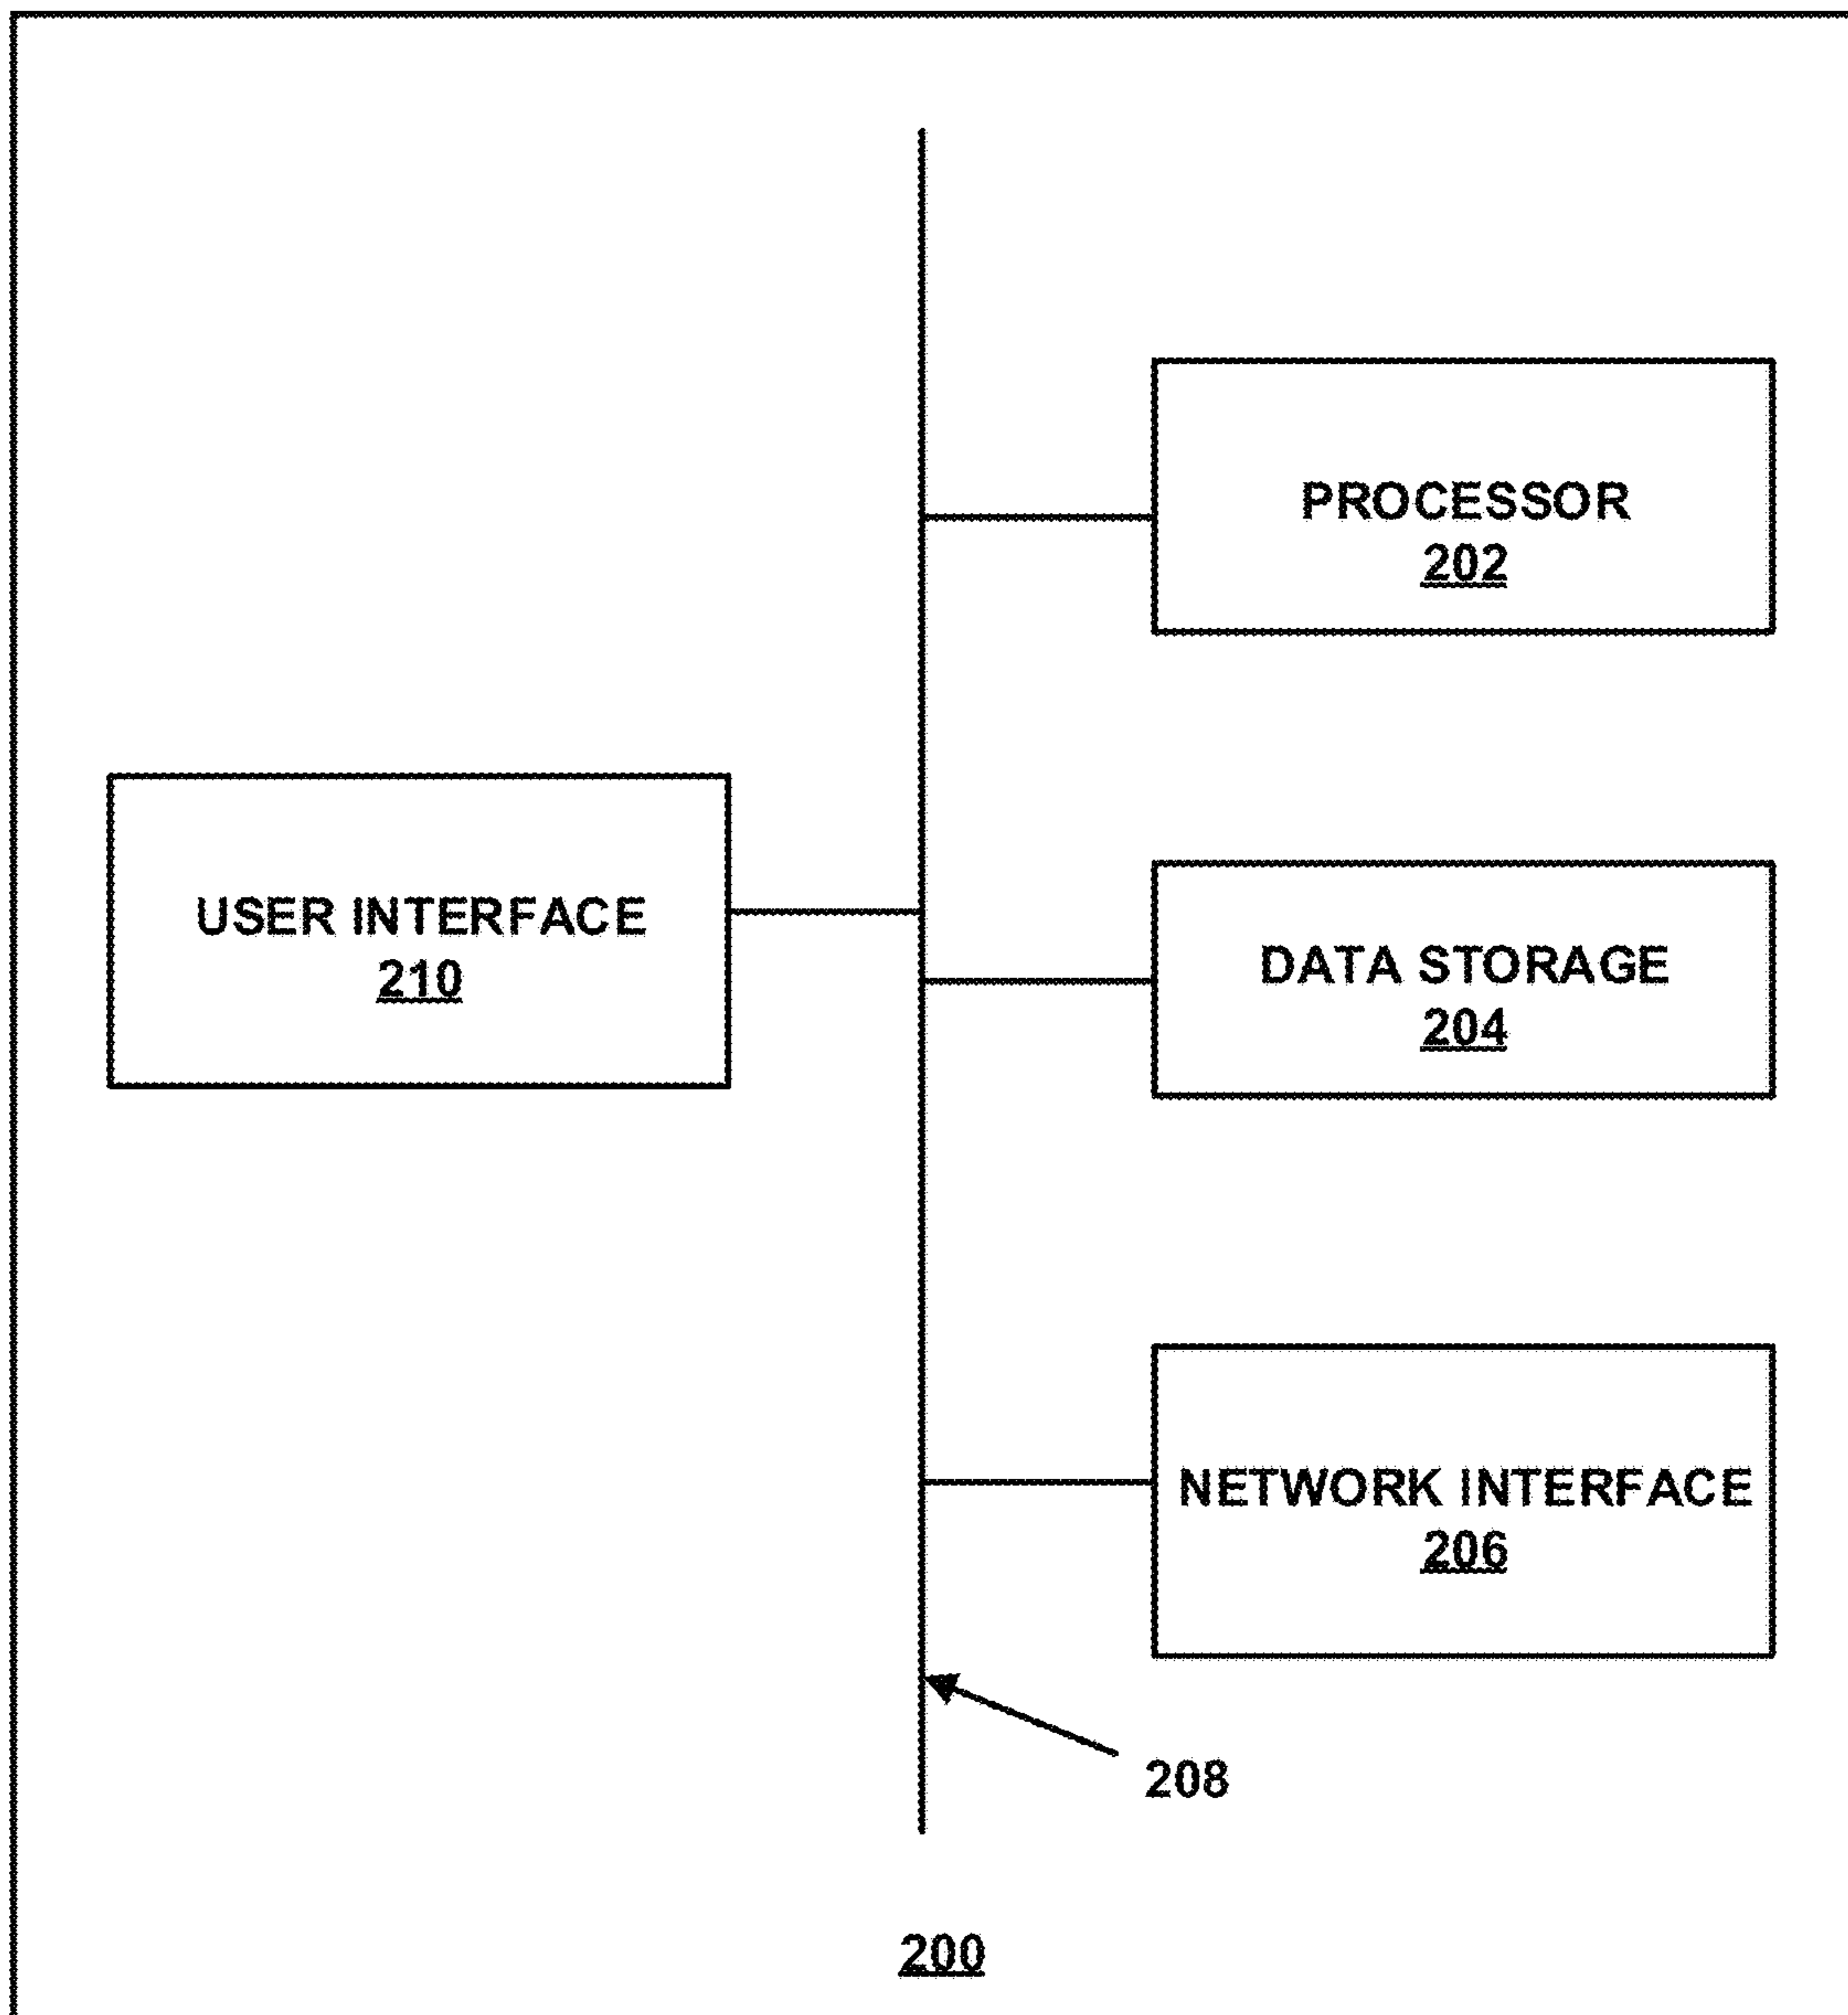 PROCESSOR
202
USER INTERFACE
210
DATA STORAGE
204
NETWORK INTERFACE
206
208
200